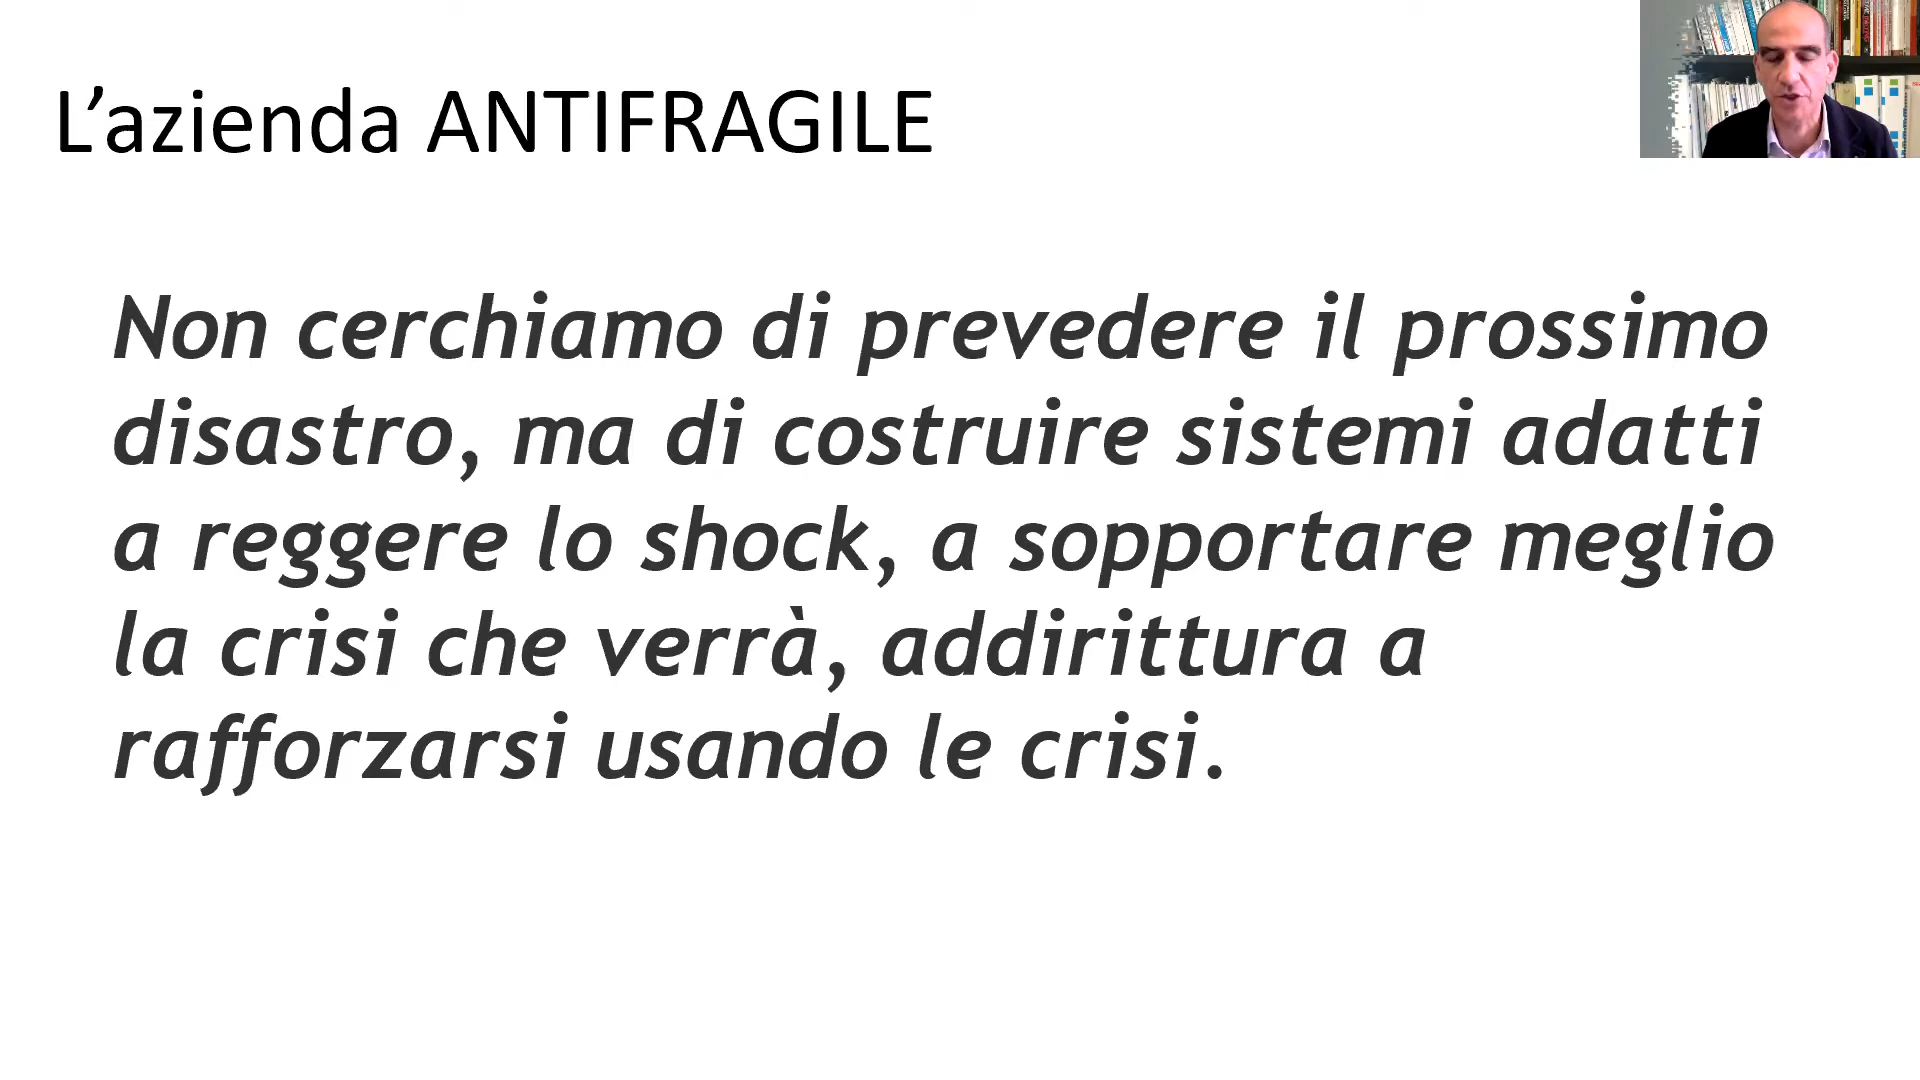 L’azienda ANTIFRAGILE
Non cerchiamo di prevedere il prossimo
disastro, ma di costruire sistemi adatti
a reggere lo shock, a sopportare meglio
la crisi che verrà, addirittura a
rafforzarsi usando le crisi.